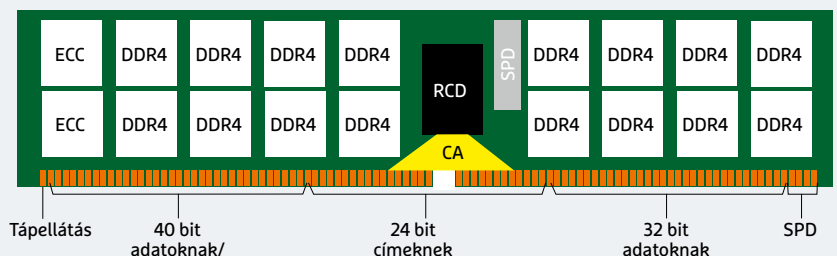 ECC DDR4 DDR4 DDR4 DDR4 RCD SPD DDR4 DDR4 DDR4 DDR4
ECC DDR4 DDR4 DDR4 DDR4 DDR4 DDR4 DDR4 DDR4
CA
Tápellátás 40 bit 24 bit 32 bit SPD
adatoknak/ címeknek adatoknak